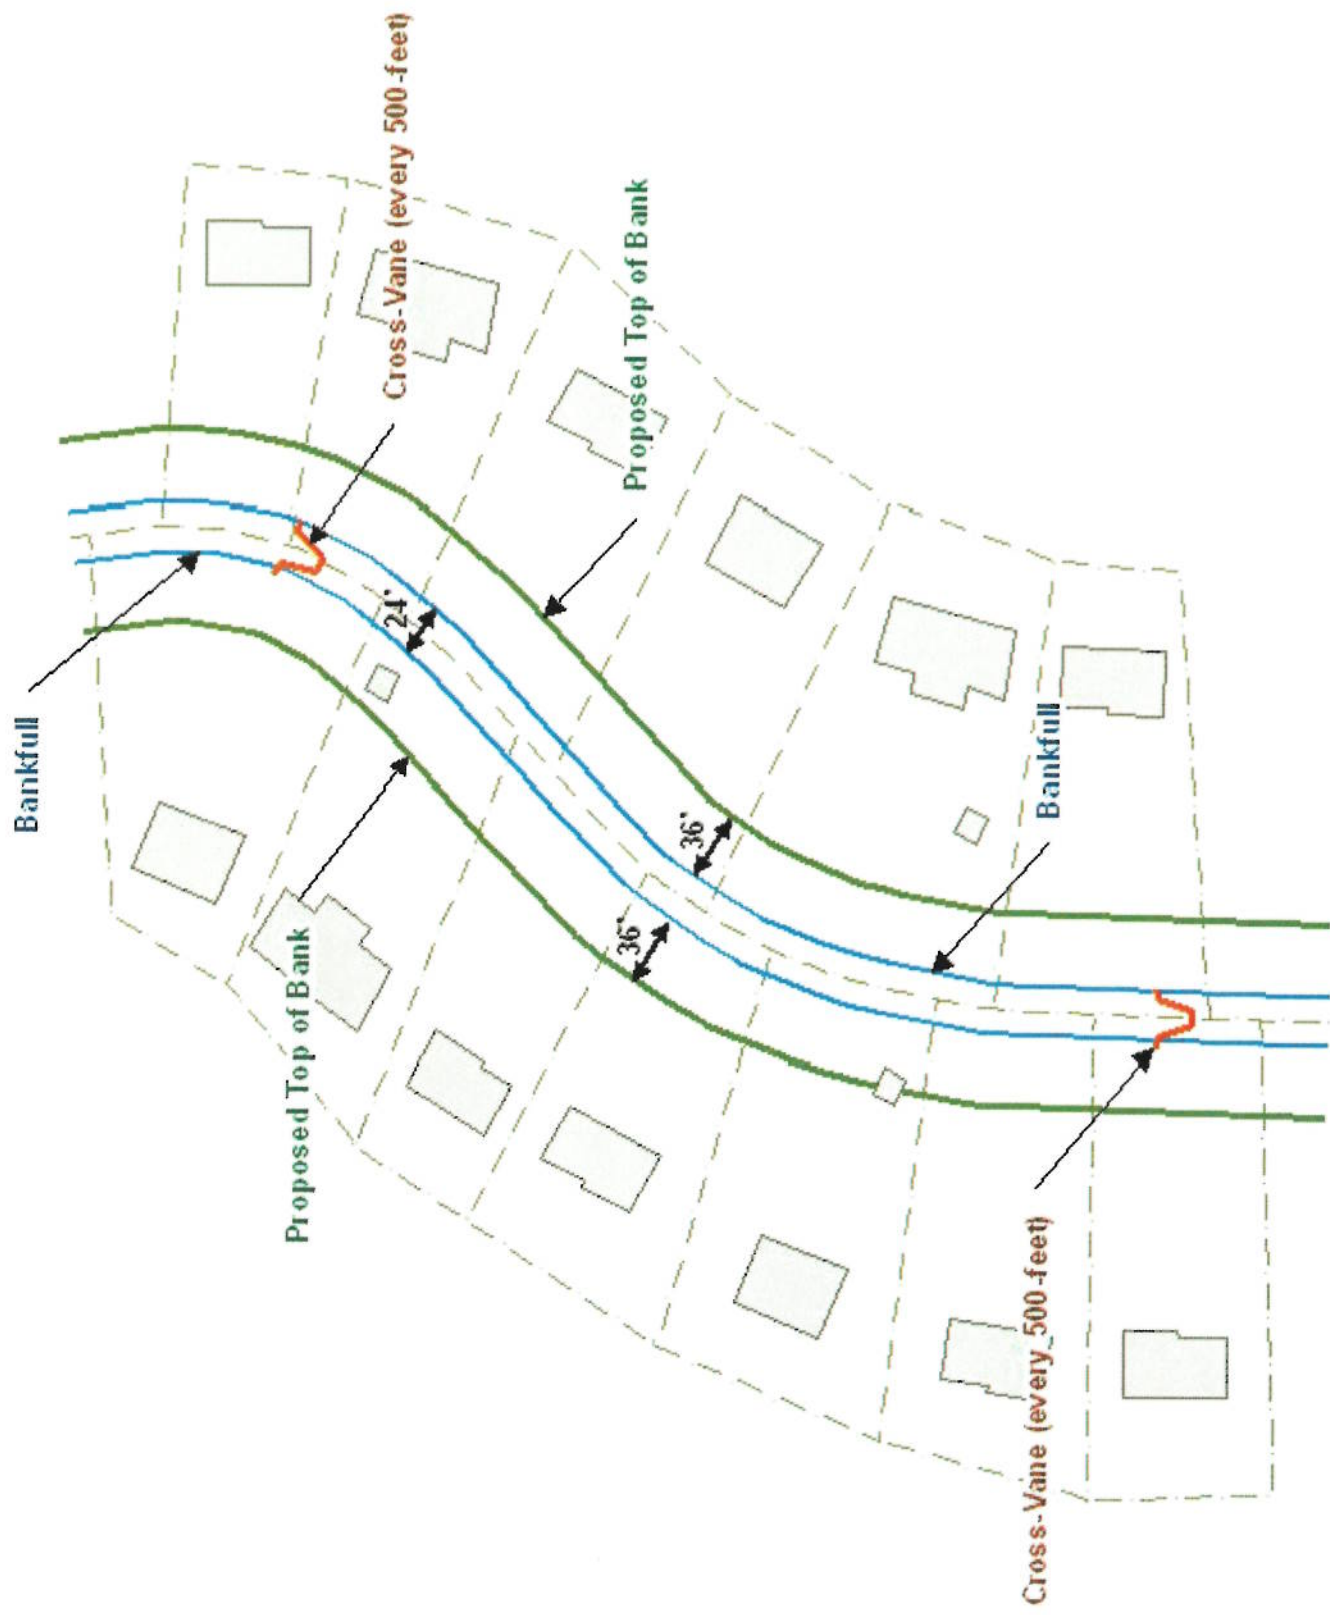 Bankfull
Cross-Vane (every 500-feet)
Proposed Top of Bank
24'
36'
36'
Proposed Top of Bank
Bankfull
Cross-Vane (every 500-feet)